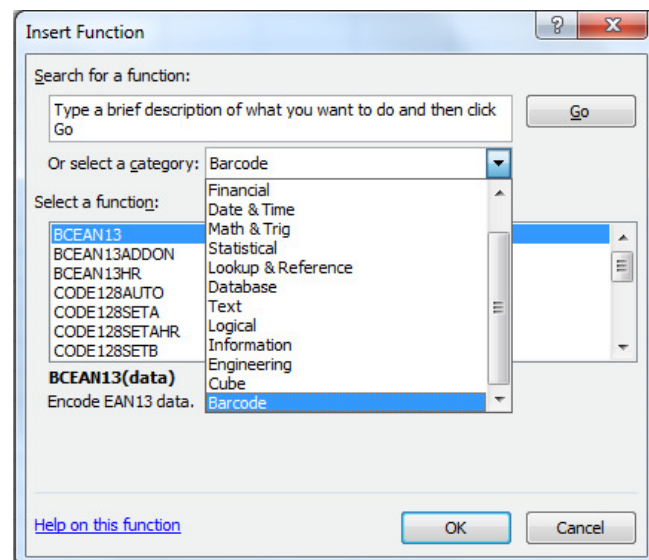 Insert Function
Search for a function:
Type a brief description of what you want to do and then click
Go
Go
Or select a category: Barcode
Financial
Date & Time
Math & Trig
Statistical
Lookup & Reference
Database
Text
Logical
Information
Engineering
Cube
Barcode
Select a function:
BCEAN13
BCEAN13ADDON
BCEAN13HR
CODE128AUTO
CODE128SETA
CODE128SETAHR
CODE128SETB
BCEAN13(data)
Encode EAN13 data.
Help on this function
OK
Cancel